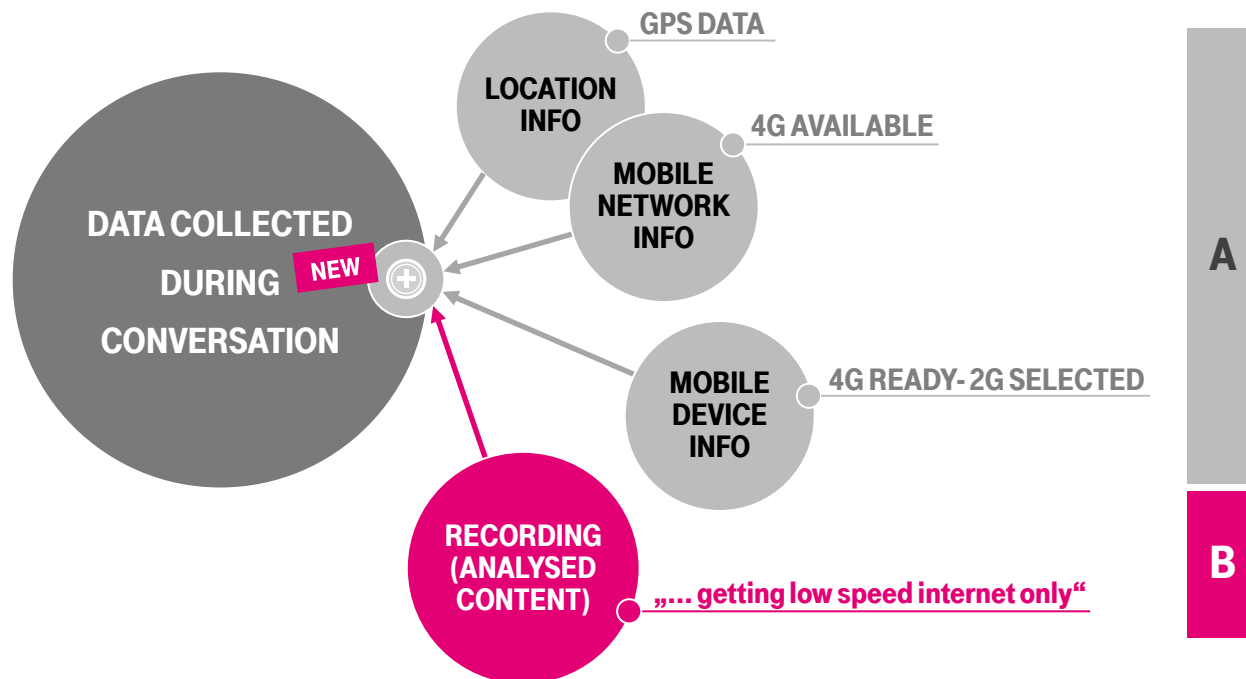 GPS DATA
LOCATION
INFO
4G AVAILABLE
MOBILE
NETWORK
INFO
DATA COLLECTED
DURING
CONVERSATION
NEW
A
4G READY- 2G SELECTED
MOBILE
DEVICE
INFO
RECORDING
(ANALYSED
CONTENT)
„... getting low speed internet only“
B